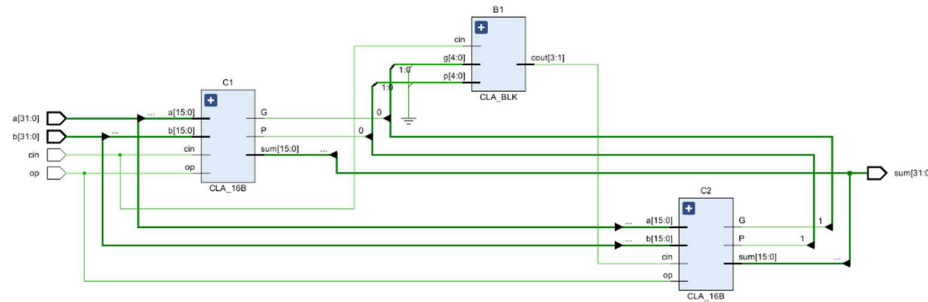 B1
cin
g[4:0]
p[4:0]
cout[3:1]
1:0
1:0
CLA_BLK
C1
a[31:0]
b[31:0]
cin
op
...
...
a[15:0]
b[15:0]
cin
op
G
P
sum[15:0]
0
0
...
CLA_16B
sum[31:0
C2
...
...
a[15:0]
b[15:0]
cin
op
G
P
sum[15:0]
1
1
...
CLA_16B